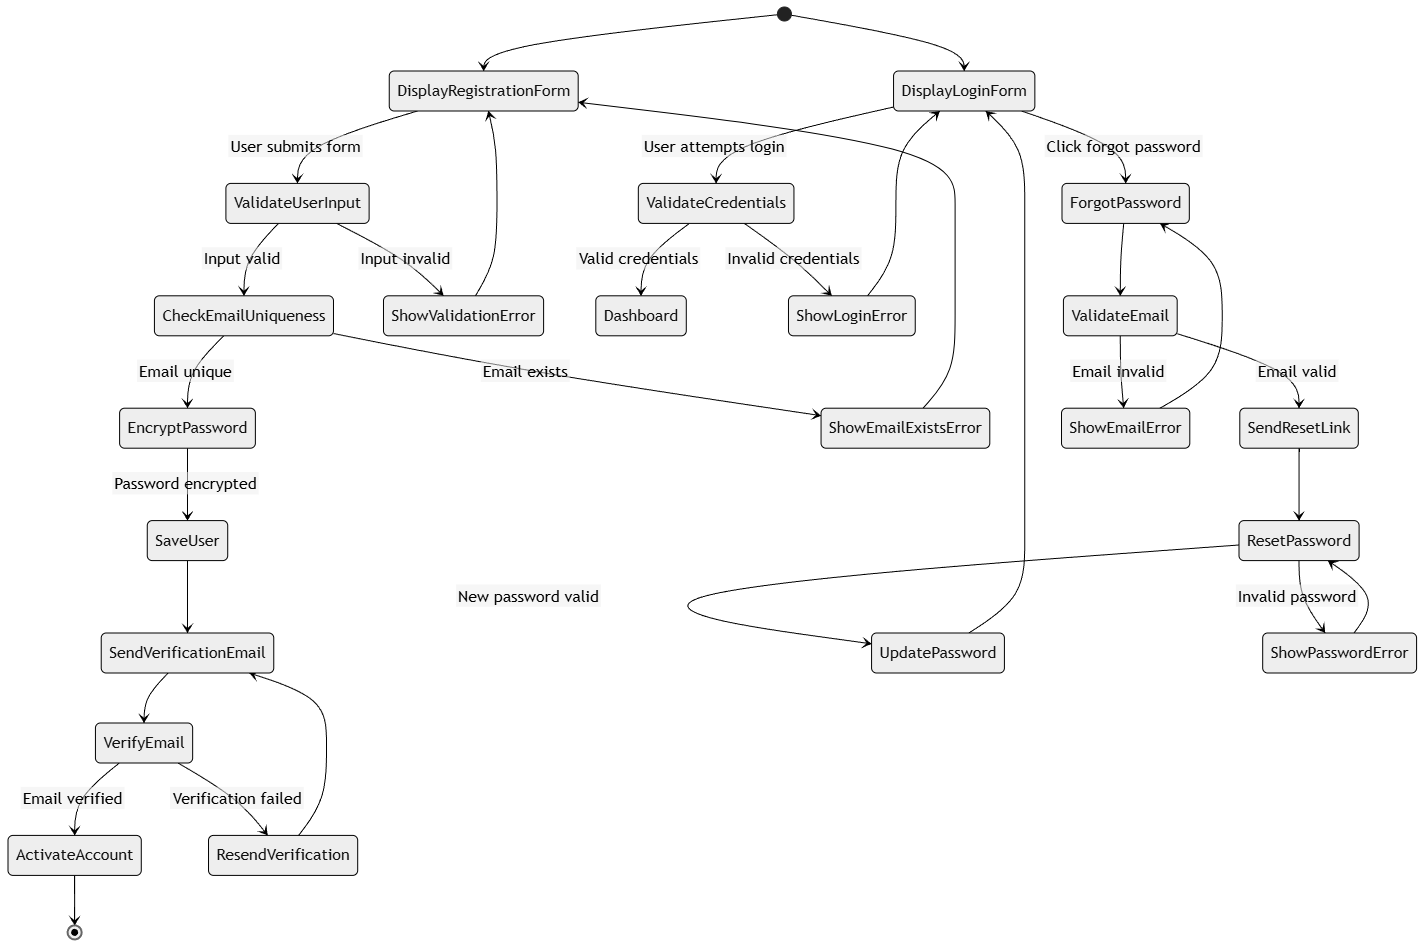 DisplayRegistrationForm
DisplayLoginForm
User submits form
User attempts login
Click forgot password
ValidateUserInput
ValidateCredentials
ForgotPassword
Input valid
Input invalid
Valid credentials
Invalid credentials
CheckEmailUniqueness
ShowValidationError
Dashboard
ShowLoginError
ValidateEmail
Email unique
Email exists
Email invalid
Email valid
EncryptPassword
ShowEmailExistsError
ShowEmailError
SendResetLink
Password encrypted
SaveUser
ResetPassword
New password valid
Invalid password
SendVerificationEmail
UpdatePassword
ShowPasswordError
VerifyEmail
Email verified
Verification failed
ActivateAccount
ResendVerification